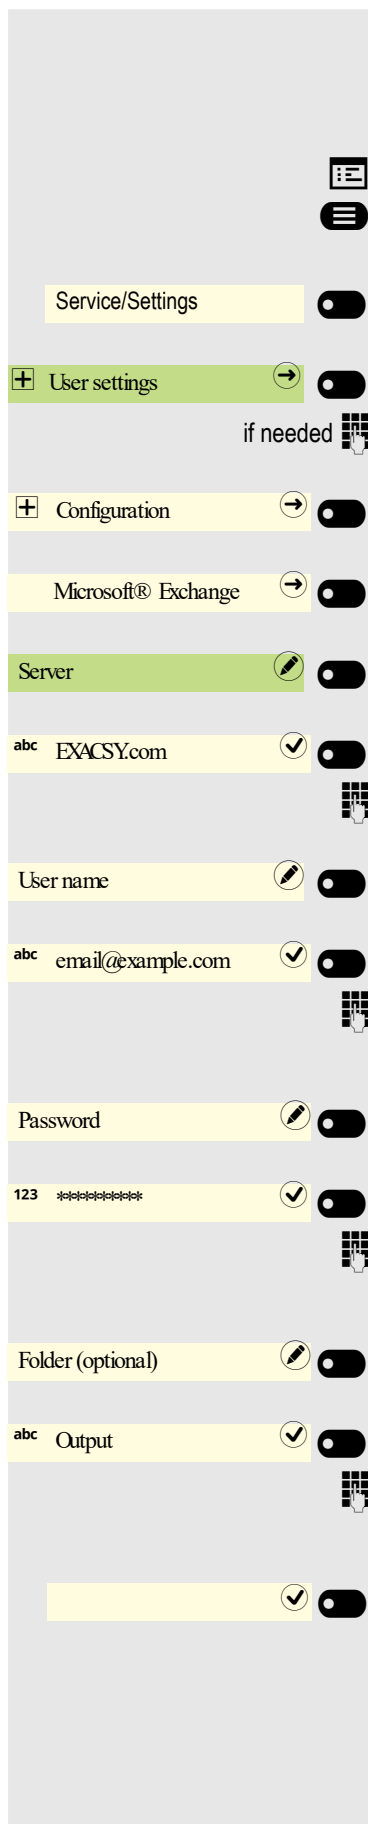 Service/Settings
User settings
if needed
Configuration
Microsoft® Exchange
Server
abc EXACSY.com
User name
abc email@example.com
Password
123 **********
Folder (optional)
abc Output